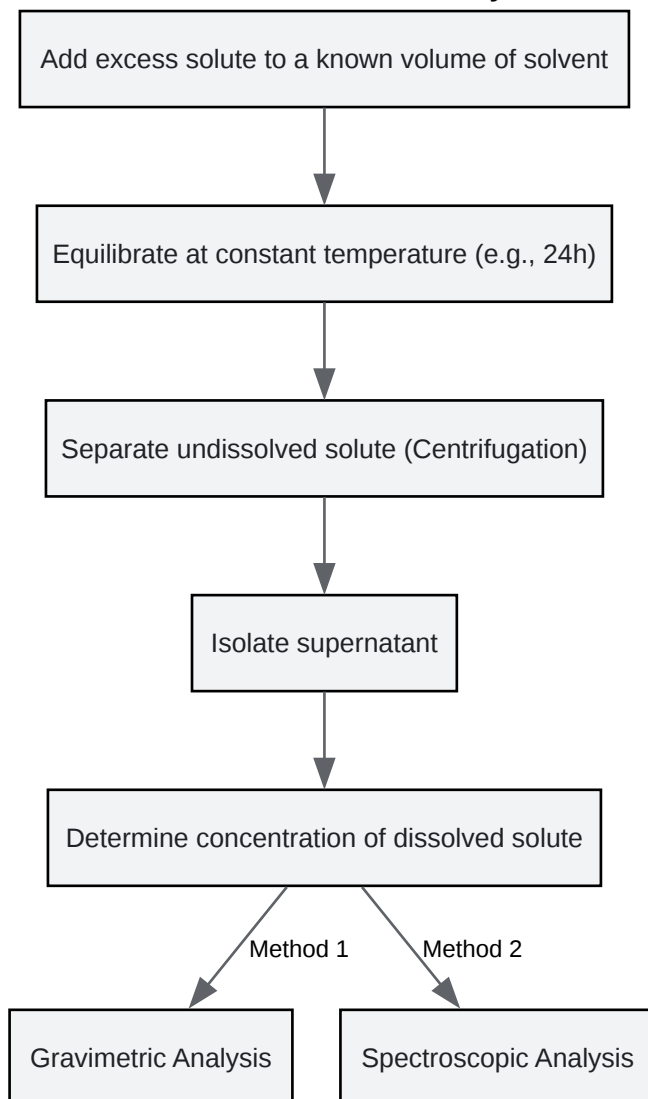 Add excess solute to a known volume of solvent
Equilibrate at constant temperature (e.g., 24h)
Separate undissolved solute (Centrifugation)
Isolate supernatant
Determine concentration of dissolved solute
Method 1
Method 2
Gravimetric Analysis
Spectroscopic Analysis